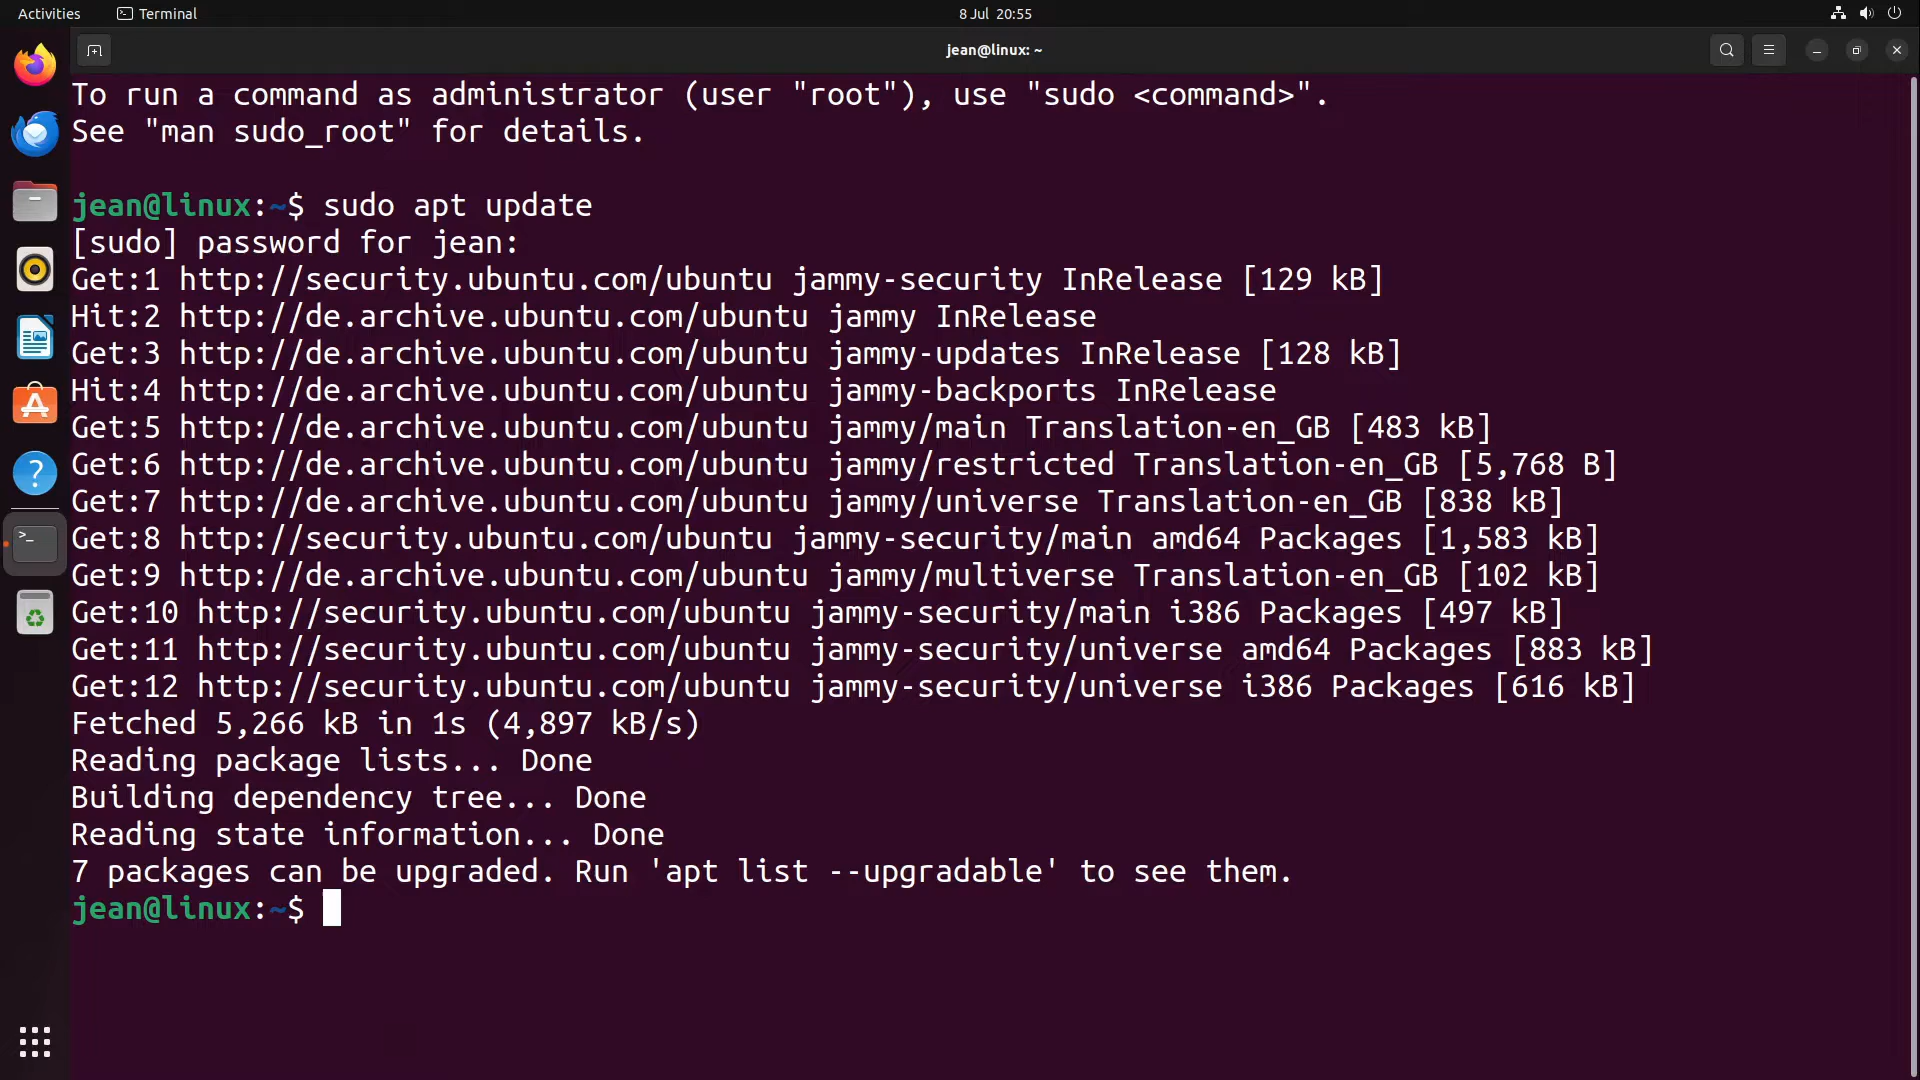 Activities
Terminal
8 Jul 20:55
jean@linux: ~
To run a command as administrator (user "root"), use "sudo <command>".
See "man sudo_root" for details.
jean@linux:~$ sudo apt update
[sudo] password for jean:
Get:1 http://security.ubuntu.com/ubuntu jammy-security InRelease [129 kB]
Hit:2 http://de.archive.ubuntu.com/ubuntu jammy InRelease
Get:3 http://de.archive.ubuntu.com/ubuntu jammy-updates InRelease [128 kB]
Hit:4 http://de.archive.ubuntu.com/ubuntu jammy-backports InRelease
Get:5 http://de.archive.ubuntu.com/ubuntu jammy/main Translation-en_GB [483 kB]
Get:6 http://de.archive.ubuntu.com/ubuntu jammy/restricted Translation-en_GB [5,768 B]
Get:7 http://de.archive.ubuntu.com/ubuntu jammy/universe Translation-en_GB [838 kB]
Get:8 http://security.ubuntu.com/ubuntu jammy-security/main amd64 Packages [1,583 kB]
Get:9 http://de.archive.ubuntu.com/ubuntu jammy/multiverse Translation-en_GB [102 kB]
Get:10 http://security.ubuntu.com/ubuntu jammy-security/main i386 Packages [497 kB]
Get:11 http://security.ubuntu.com/ubuntu jammy-security/universe amd64 Packages [883 kB]
Get:12 http://security.ubuntu.com/ubuntu jammy-security/universe i386 Packages [616 kB]
Fetched 5,266 kB in 1s (4,897 kB/s)
Reading package lists... Done
Building dependency tree... Done
Reading state information... Done
7 packages can be upgraded. Run 'apt list --upgradable' to see them.
jean@linux:~$